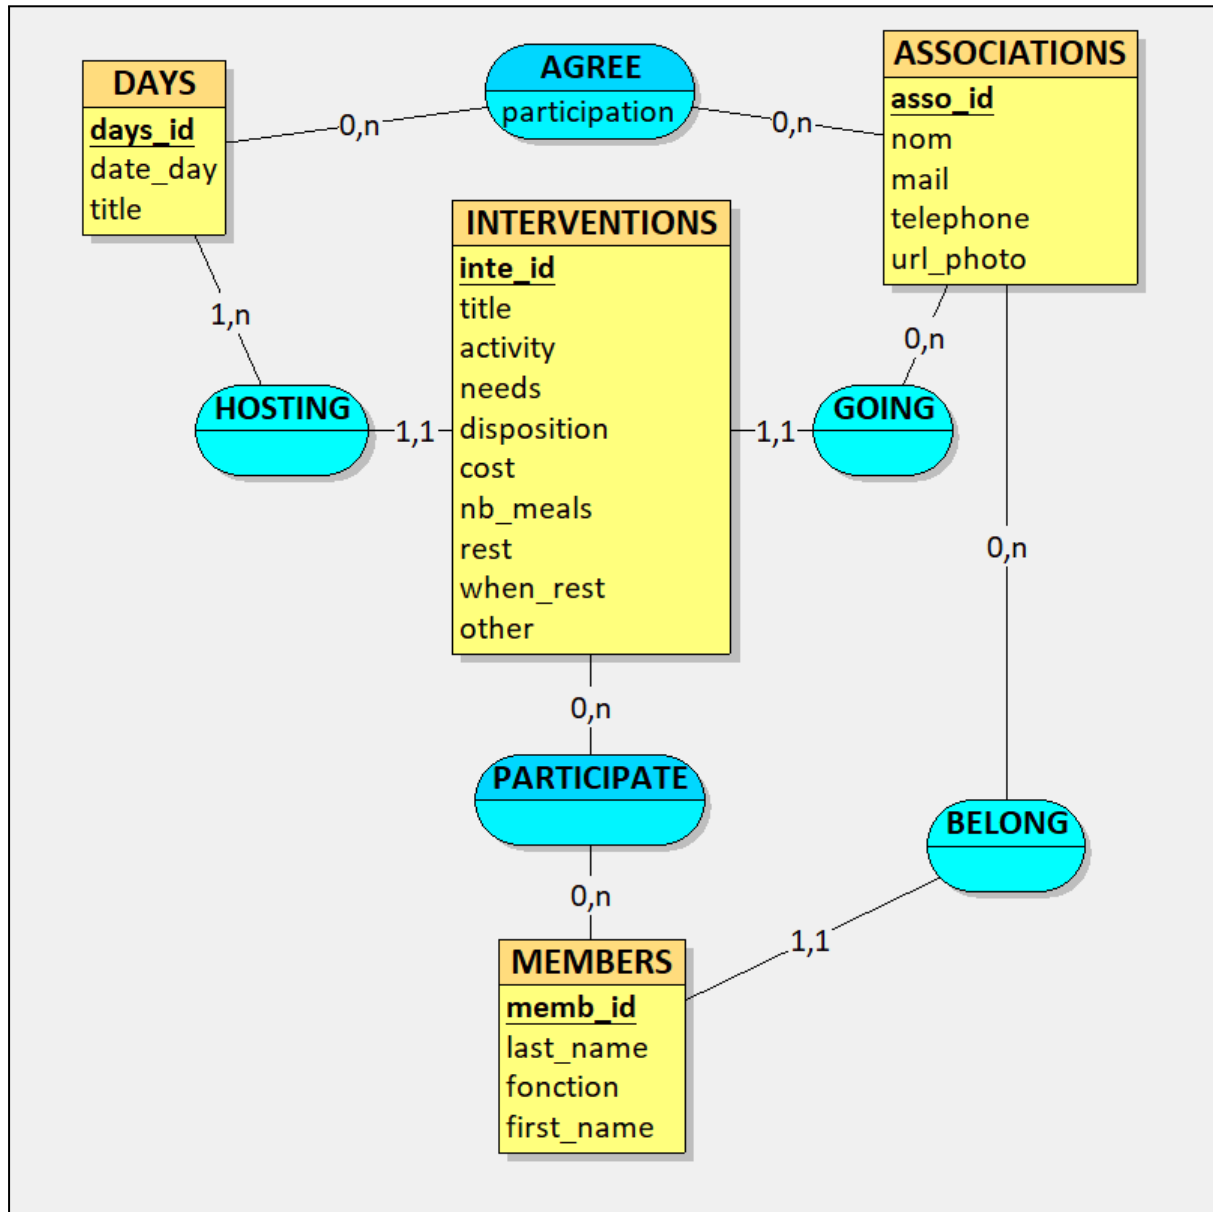 DAYS
days_id
date_day
title
0,n
AGREE
participation
0,n
ASSOCIATIONS
asso_id
nom
mail
telephone
url_photo
1,n
HOSTING
1,1
INTERVENTIONS
inte_id
title
activity
needs
disposition
cost
nb_meals
rest
when_rest
other
1,1
GOING
0,n
0,n
0,n
PARTICIPATE
0,n
BELONG
1,1
MEMBERS
memb_id
last_name
fonction
first_name